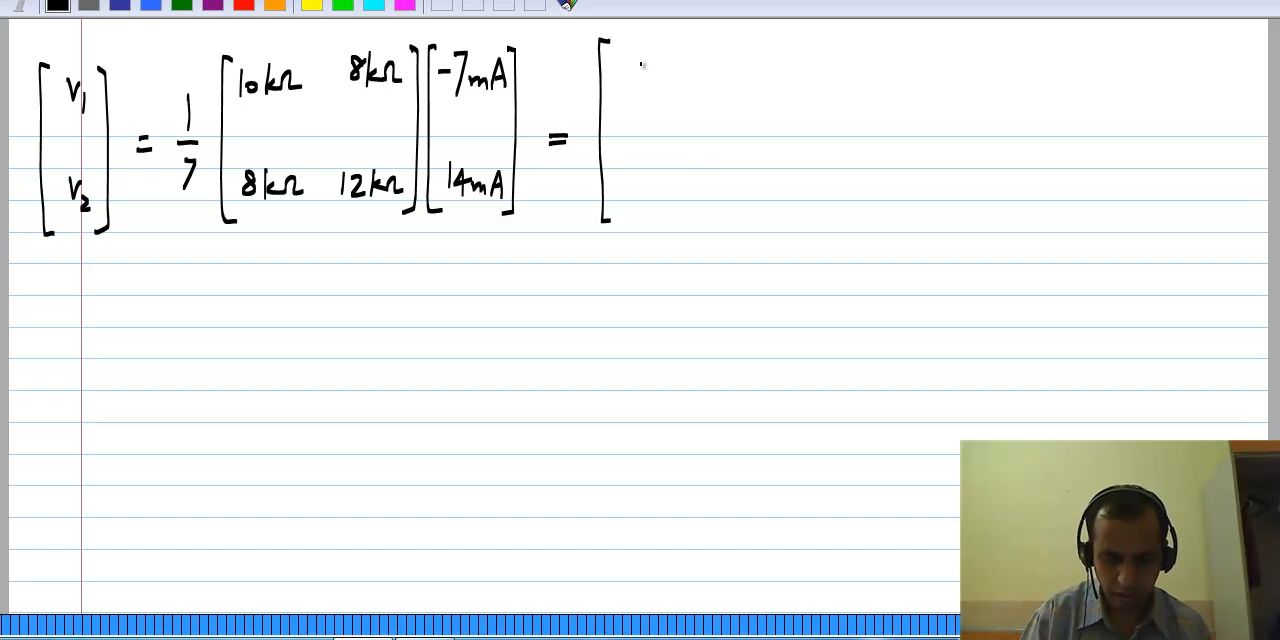 [ V₁ ] = 1/7 [ 10kΩ 8kΩ ] [ -7mA ] = [
[ V₂ ] [ 8kΩ 12kΩ ] [ 14mA ]